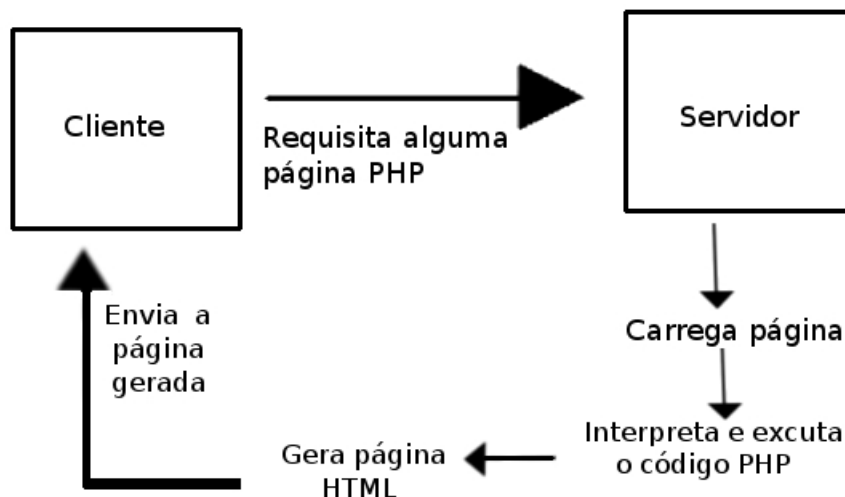 Cliente
Requisita alguma
página PHP
Servidor
Carrega página
Interpreta e excuta
o código PHP
Gera página
HTML
Envia a
página
gerada